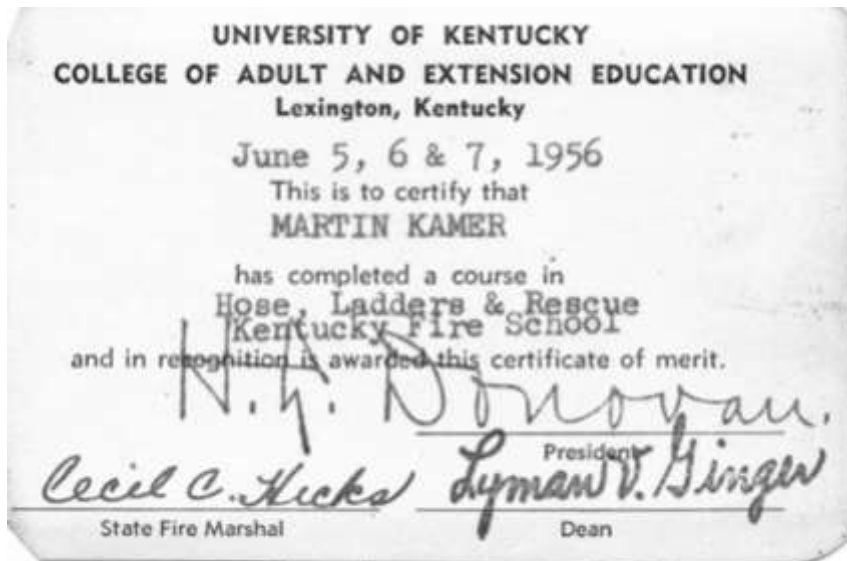 UNIVERSITY OF KENTUCKY
COLLEGE OF ADULT AND EXTENSION EDUCATION
Lexington, Kentucky
June 5, 6 & 7, 1956
This is to certify that
MARTIN KAMER
has completed a course in
Hose, Ladders & Rescue
Kentucky Fire School
and in recognition is awarded this certificate of merit.
H. L. Donovan.
President
Cecil C. Hicks Lyman V. Ginger
State Fire Marshal Dean